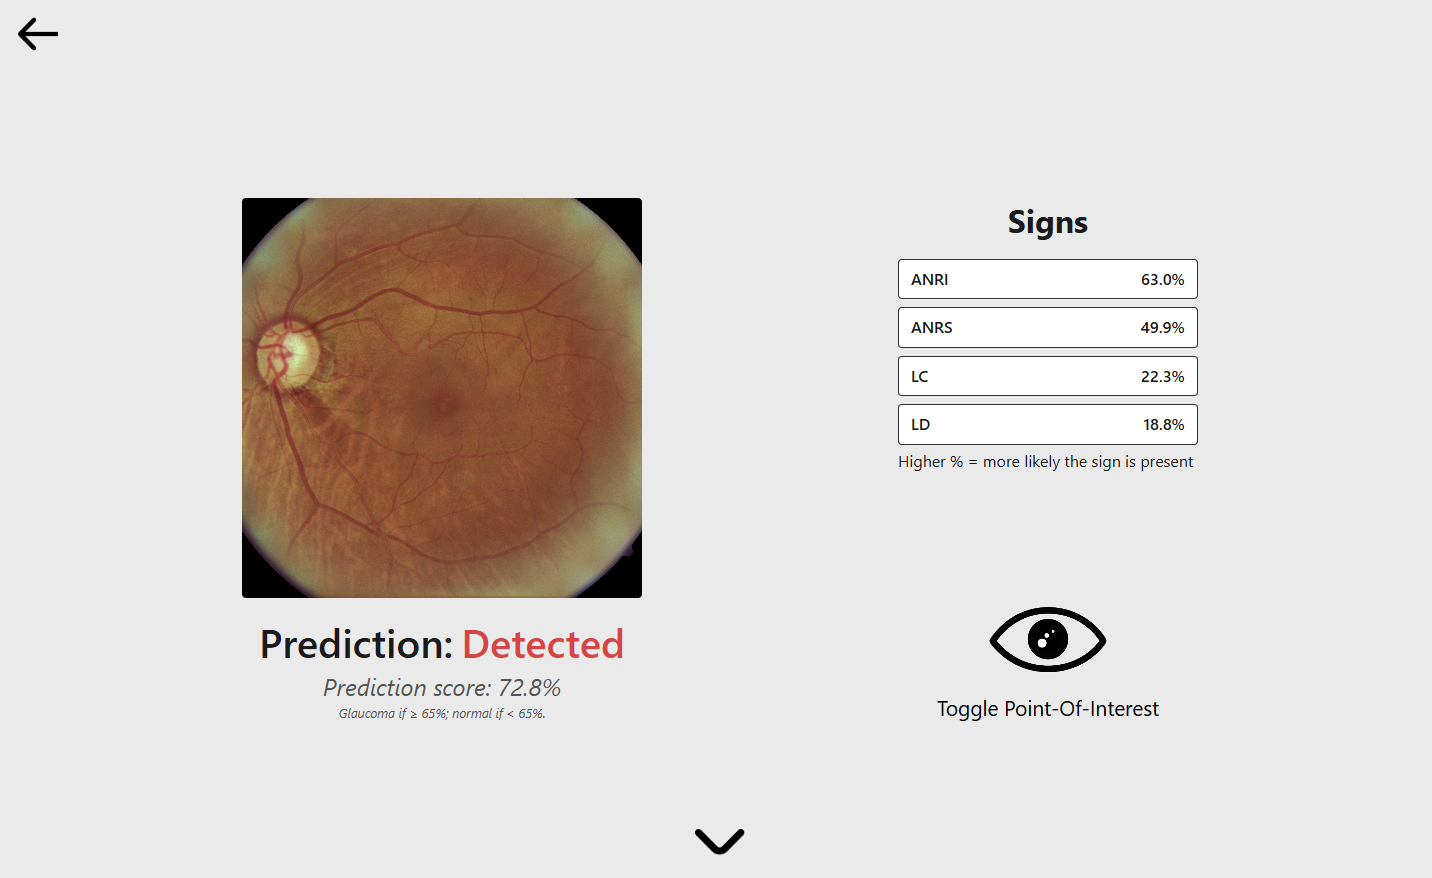 Prediction: Detected
Prediction score: 72.8%
Glaucoma if ≥ 65%; normal if < 65%.
Signs
ANRI 63.0%
ANRS 49.9%
LC 22.3%
LD 18.8%
Higher % = more likely the sign is present
Toggle Point-Of-Interest